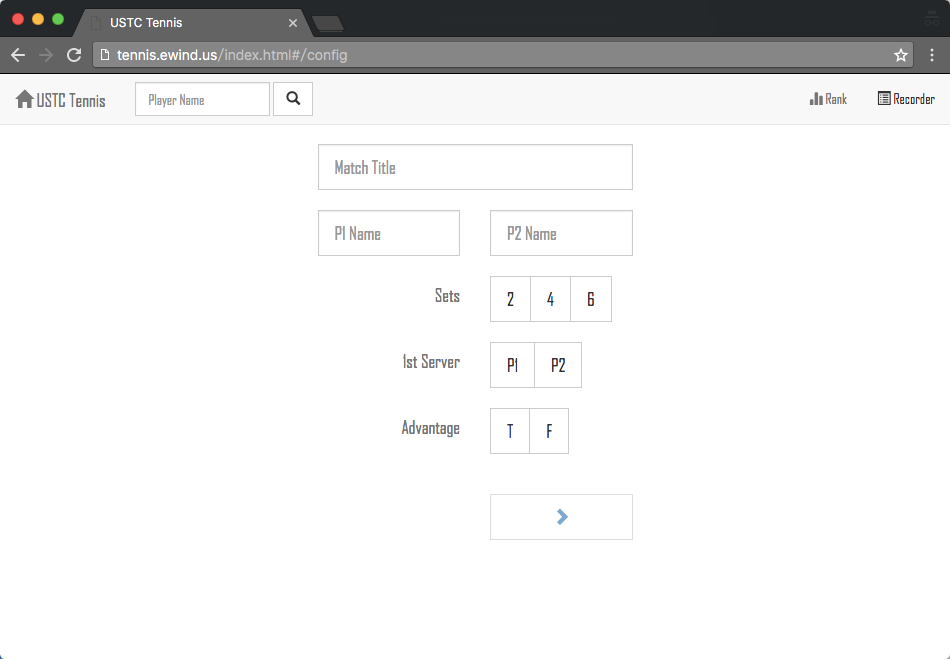 USTC Tennis
tennis.ewind.us/index.html#/config
USTC Tennis Player Name Rank Recorder
Match Title
P1 Name P2 Name
Sets 2 4 6
1st Server P1 P2
Advantage T F